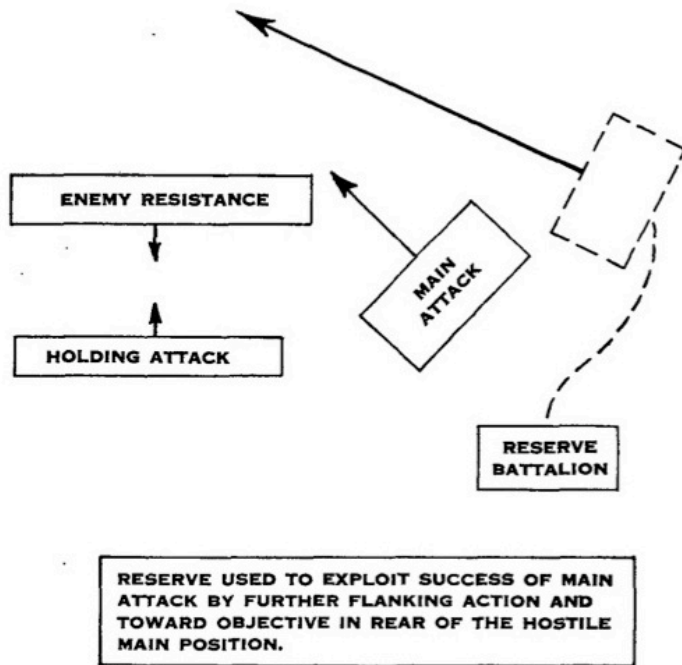 ENEMY RESISTANCE
MAIN
ATTACK
HOLDING ATTACK
RESERVE
BATTALION
RESERVE USED TO EXPLOIT SUCCESS OF MAIN
ATTACK BY FURTHER FLANKING ACTION AND
TOWARD OBJECTIVE IN REAR OF THE HOSTILE
MAIN POSITION.